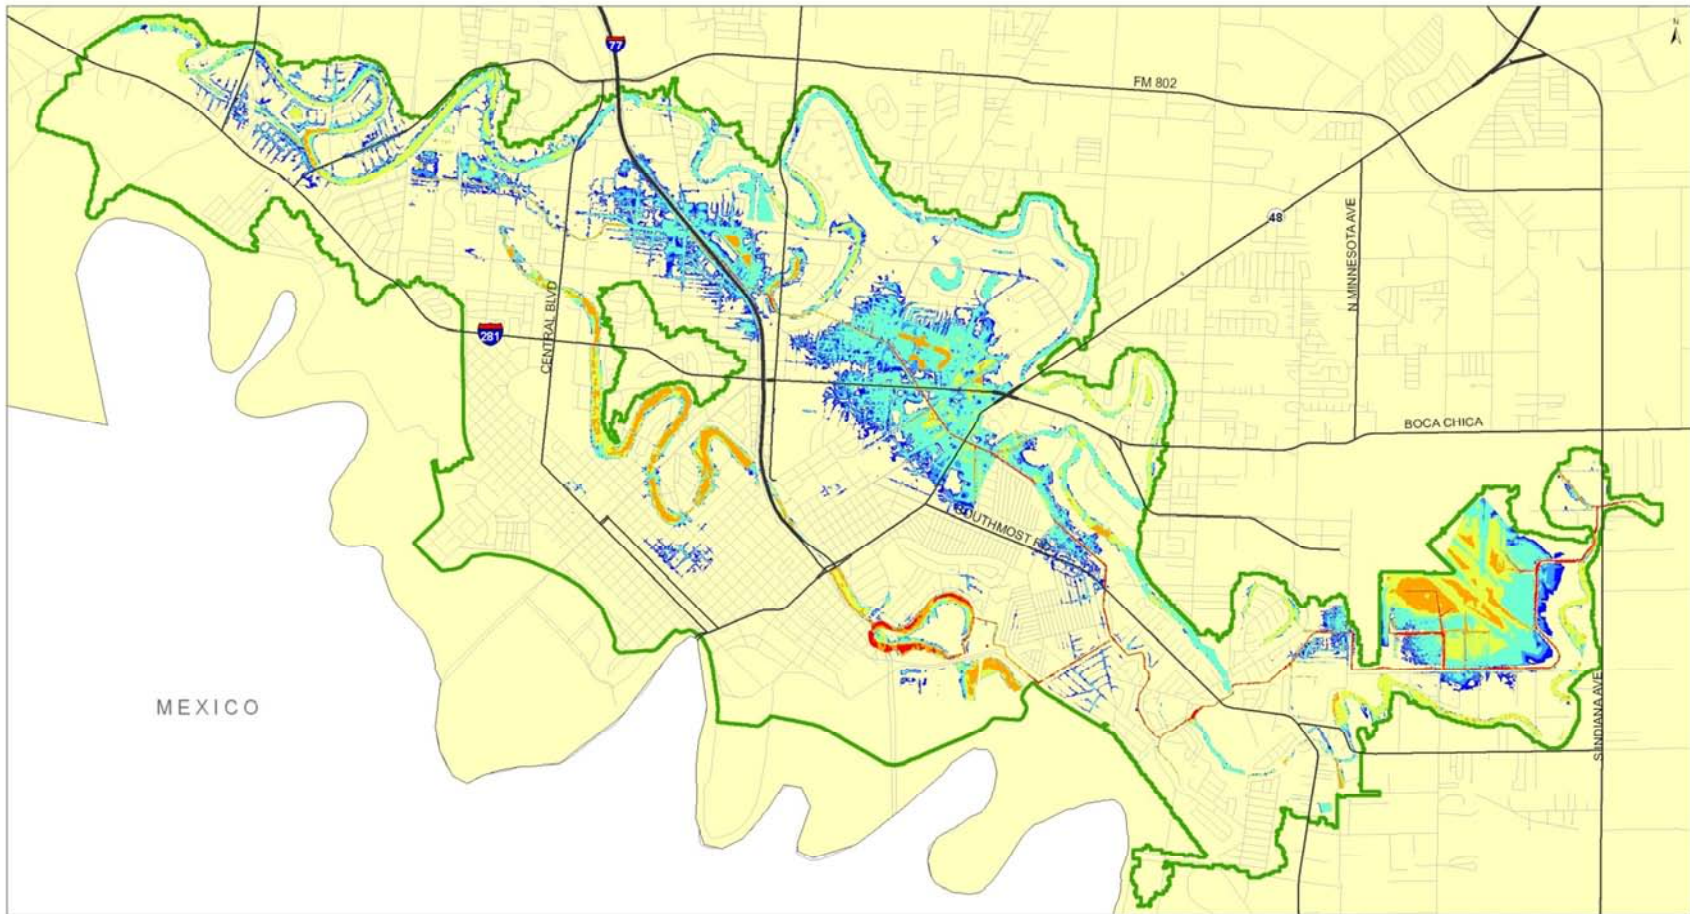 N
77
FM 802
48
N MINNESOTA AVE
CENTRAL BLVD
281
BOCA CHICA
SOUTHMOST R
S INDIANA AVE
MEXICO